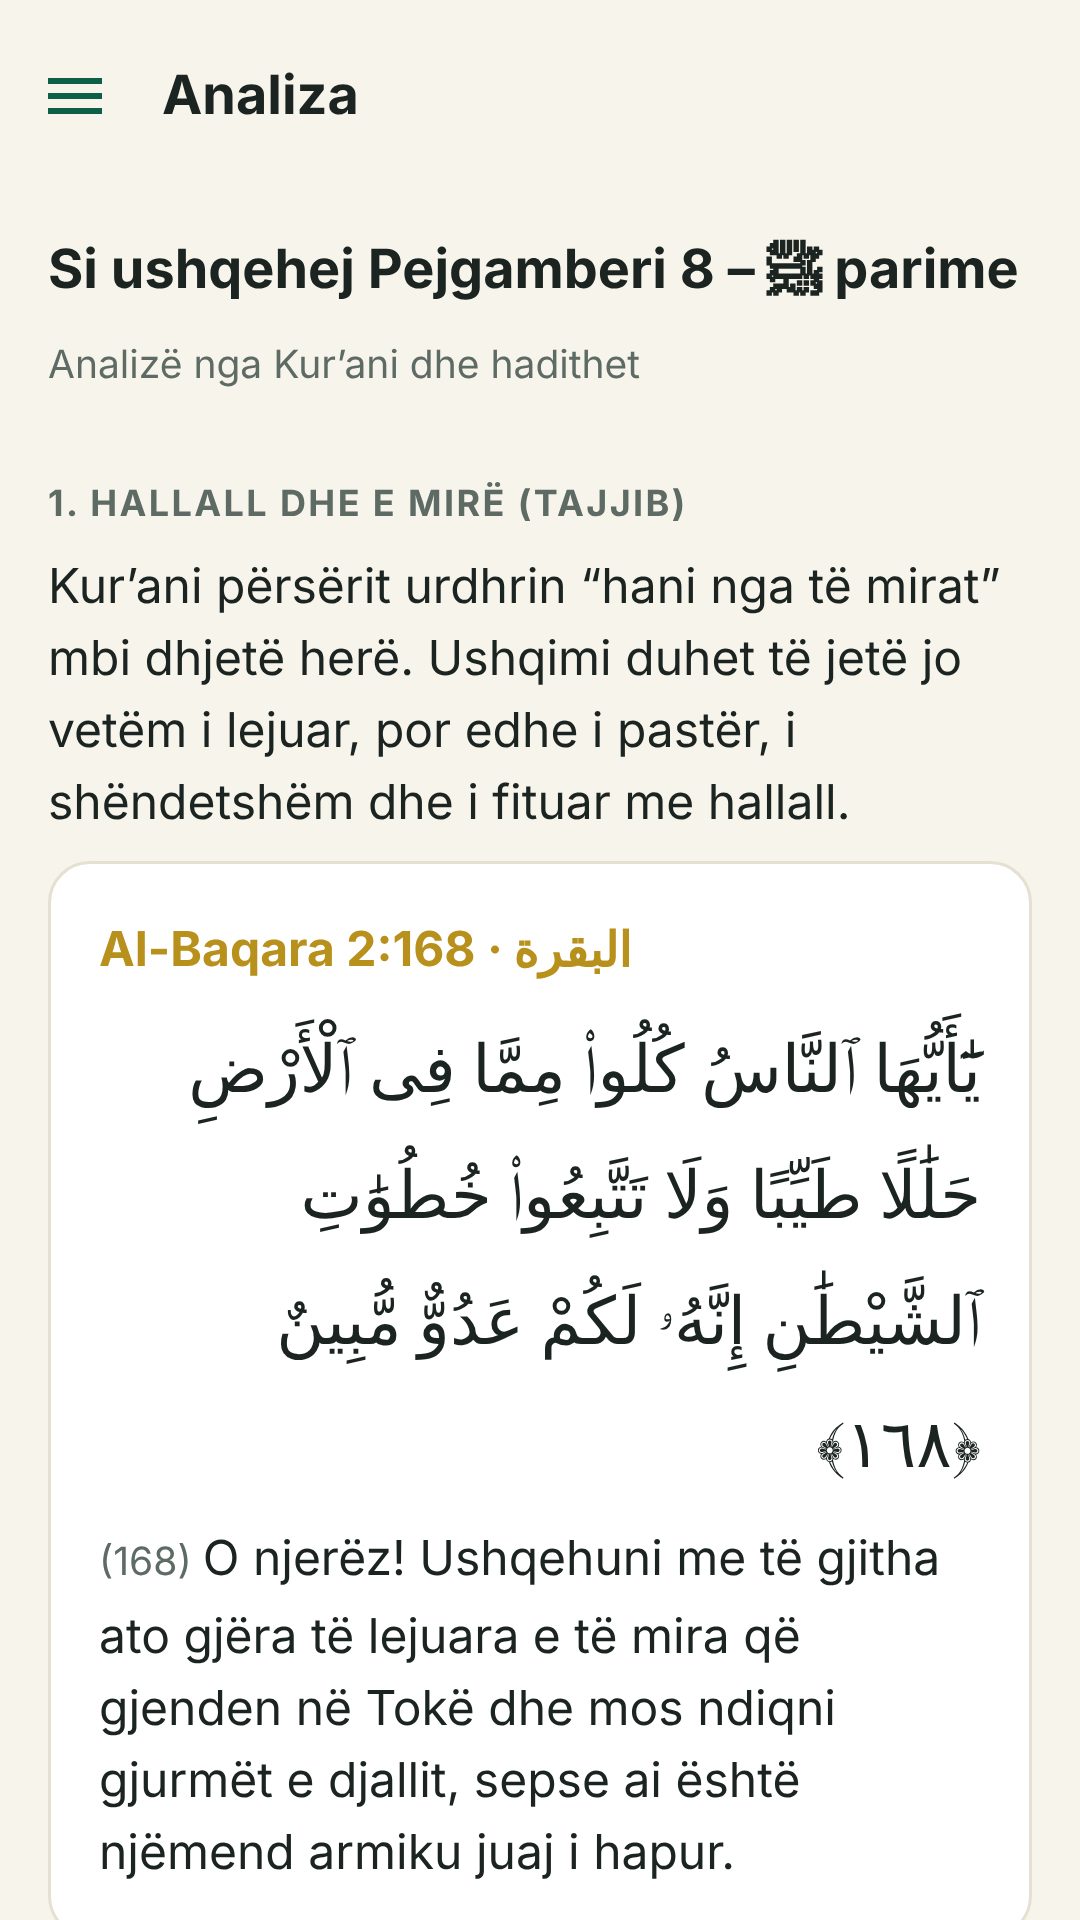 Analiza
Si ushqehej Pejgamberi 8 – ﷺ parime
Analizë nga Kur’ani dhe hadithet
1. HALLALL DHE E MIRË (TAJJIB)
Kur’ani përsërit urdhrin “hani nga të mirat”
mbi dhjetë herë. Ushqimi duhet të jetë jo
vetëm i lejuar, por edhe i pastër, i
shëndetshëm dhe i fituar me hallall.
Al-Baqara 2:168 · البقرة
يَٰٓأَيُّهَا ٱلنَّاسُ كُلُوا۟ مِمَّا فِى ٱلْأَرْضِ
حَلَٰلًا طَيِّبًا وَلَا تَتَّبِعُوا۟ خُطُوَٰتِ
ٱلشَّيْطَٰنِ إِنَّهُۥ لَكُمْ عَدُوٌّ مُّبِينٌ
﴿١٦٨﴾
(168) O njerëz! Ushqehuni me të gjitha
ato gjëra të lejuara e të mira që
gjenden në Tokë dhe mos ndiqni
gjurmët e djallit, sepse ai është
njëmend armiku juaj i hapur.